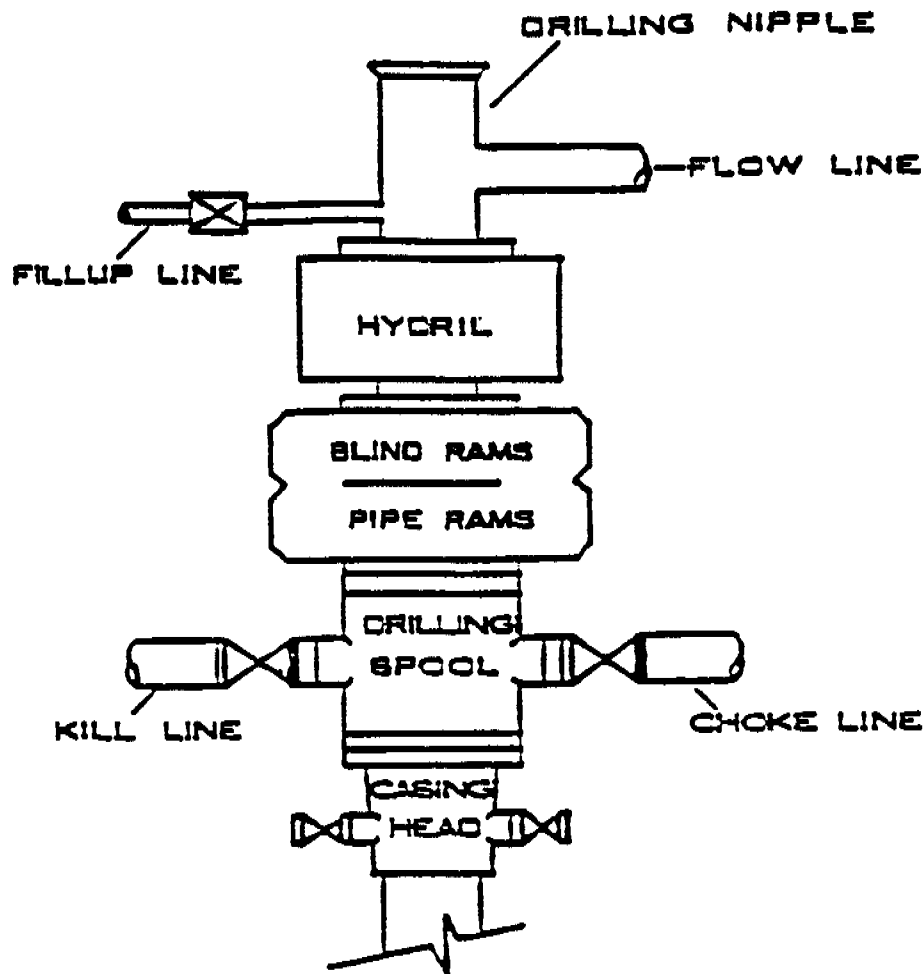 DRILLING NIPPLE
FLOW LINE
FILLUP LINE
HYDRIL
BLIND RAMS
PIPE RAMS
DRILLING
SPOOL
KILL LINE
CHOKE LINE
CASING
HEAD